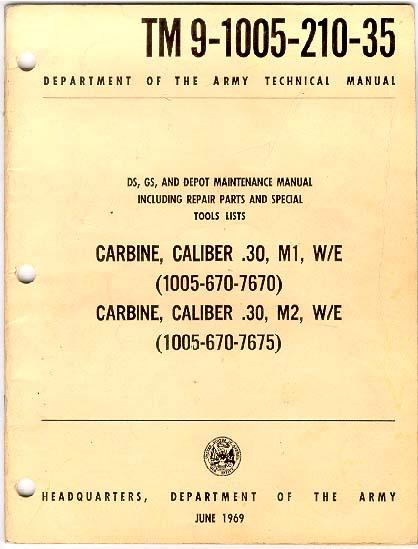 TM 9-1005-210-35
DEPARTMENT OF THE ARMY TECHNICAL MANUAL
DS, GS, AND DEPOT MAINTENANCE MANUAL
INCLUDING REPAIR PARTS AND SPECIAL
TOOLS LISTS
CARBINE, CALIBER .30, M1, W/E
(1005-670-7670)
CARBINE, CALIBER .30, M2, W/E
(1005-670-7675)
HEADQUARTERS, DEPARTMENT OF THE ARMY
JUNE 1969